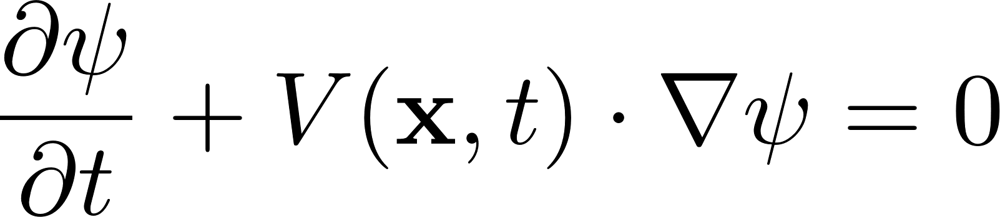 ∂ψ/∂t + V(𝐱, t) · ∇ψ = 0